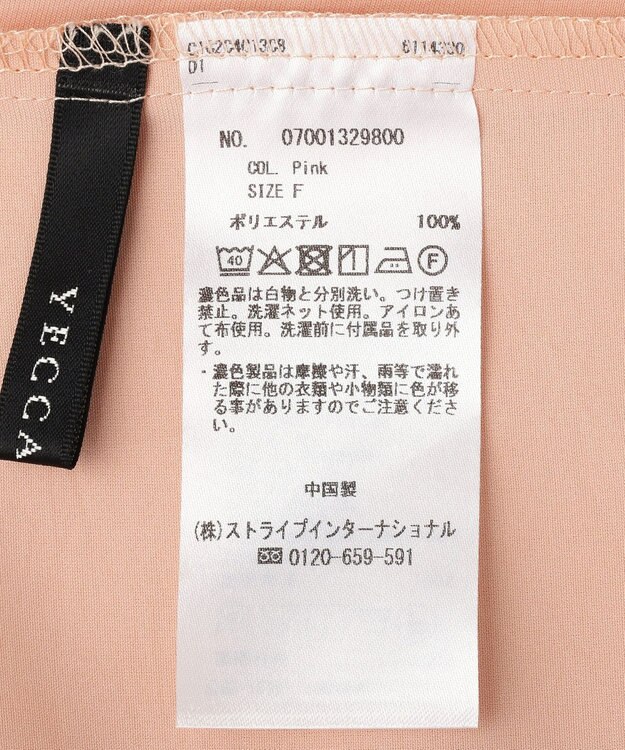 D1
NO. 07001329800
COL. Pink
SIZE F
ポリエステル 100%
40
F
濃色品は白物と分別洗い。つけ置き
禁止。洗濯ネット使用。アイロンあ
て布使用。洗濯前に付属品を取り外
す。
・濃色製品は摩擦や汗、雨等で濡れ
た際に他の衣類や小物類に色が移
る事がありますのでご注意くださ
い。
中国製
(株)ストライプインターナショナル
0120-659-591
YECCA